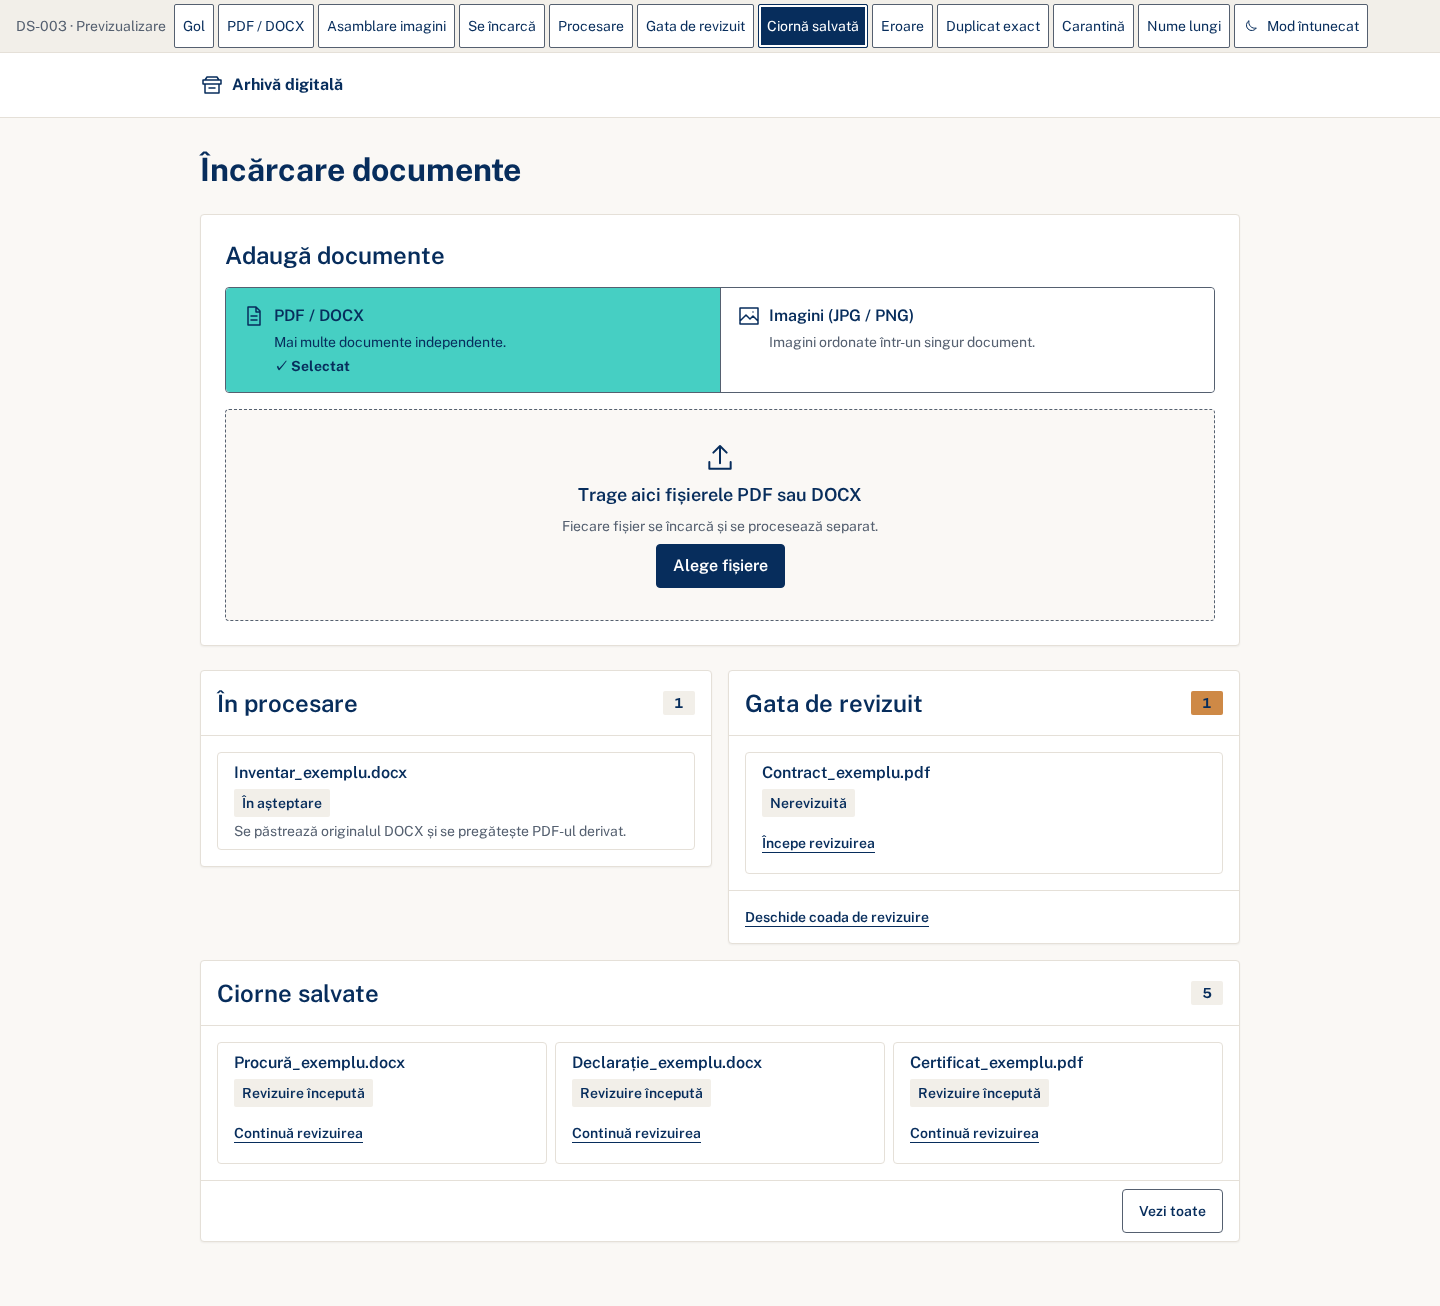 DS-003 · Previzualizare Gol PDF / DOCX Asamblare imagini Se încarcă Procesare Gata de revizuit Ciornă salvată Eroare Duplicat exact Carantină Nume lungi Mod întunecat
Arhivă digitală
Încărcare documente
Adaugă documente
PDF / DOCX
Mai multe documente independente.
✓ Selectat
Imagini (JPG / PNG)
Imagini ordonate într-un singur document.
Trage aici fișierele PDF sau DOCX
Fiecare fișier se încarcă și se procesează separat.
Alege fișiere
În procesare 1
Inventar_exemplu.docx
În așteptare
Se păstrează originalul DOCX și se pregătește PDF-ul derivat.
Gata de revizuit 1
Contract_exemplu.pdf
Nerevizuită
Începe revizuirea
Deschide coada de revizuire
Ciorne salvate 5
Procură_exemplu.docx
Revizuire începută
Continuă revizuirea
Declarație_exemplu.docx
Revizuire începută
Continuă revizuirea
Certificat_exemplu.pdf
Revizuire începută
Continuă revizuirea
Vezi toate